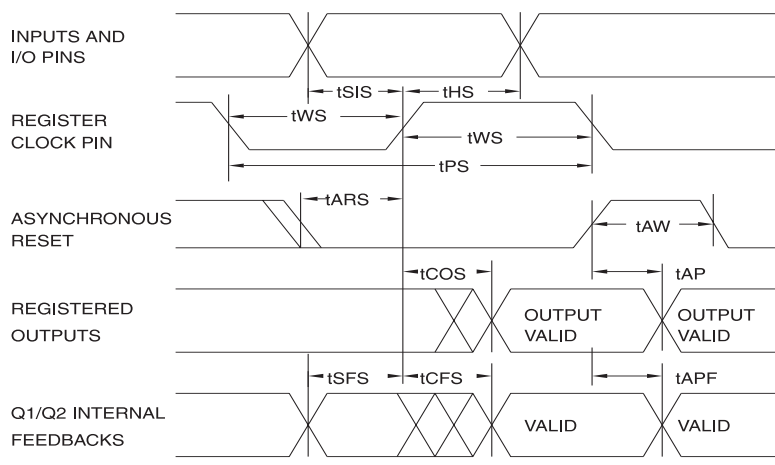 INPUTS AND
I/O PINS
tSIS
tHS
REGISTER
CLOCK PIN
tWS
tWS
tPS
ASYNCHRONOUS
RESET
tARS
tAW
tCOS
tAP
REGISTERED
OUTPUTS
OUTPUT
VALID
OUTPUT
VALID
tSFS
tCFS
tAPF
Q1/Q2 INTERNAL
FEEDBACKS
VALID
VALID